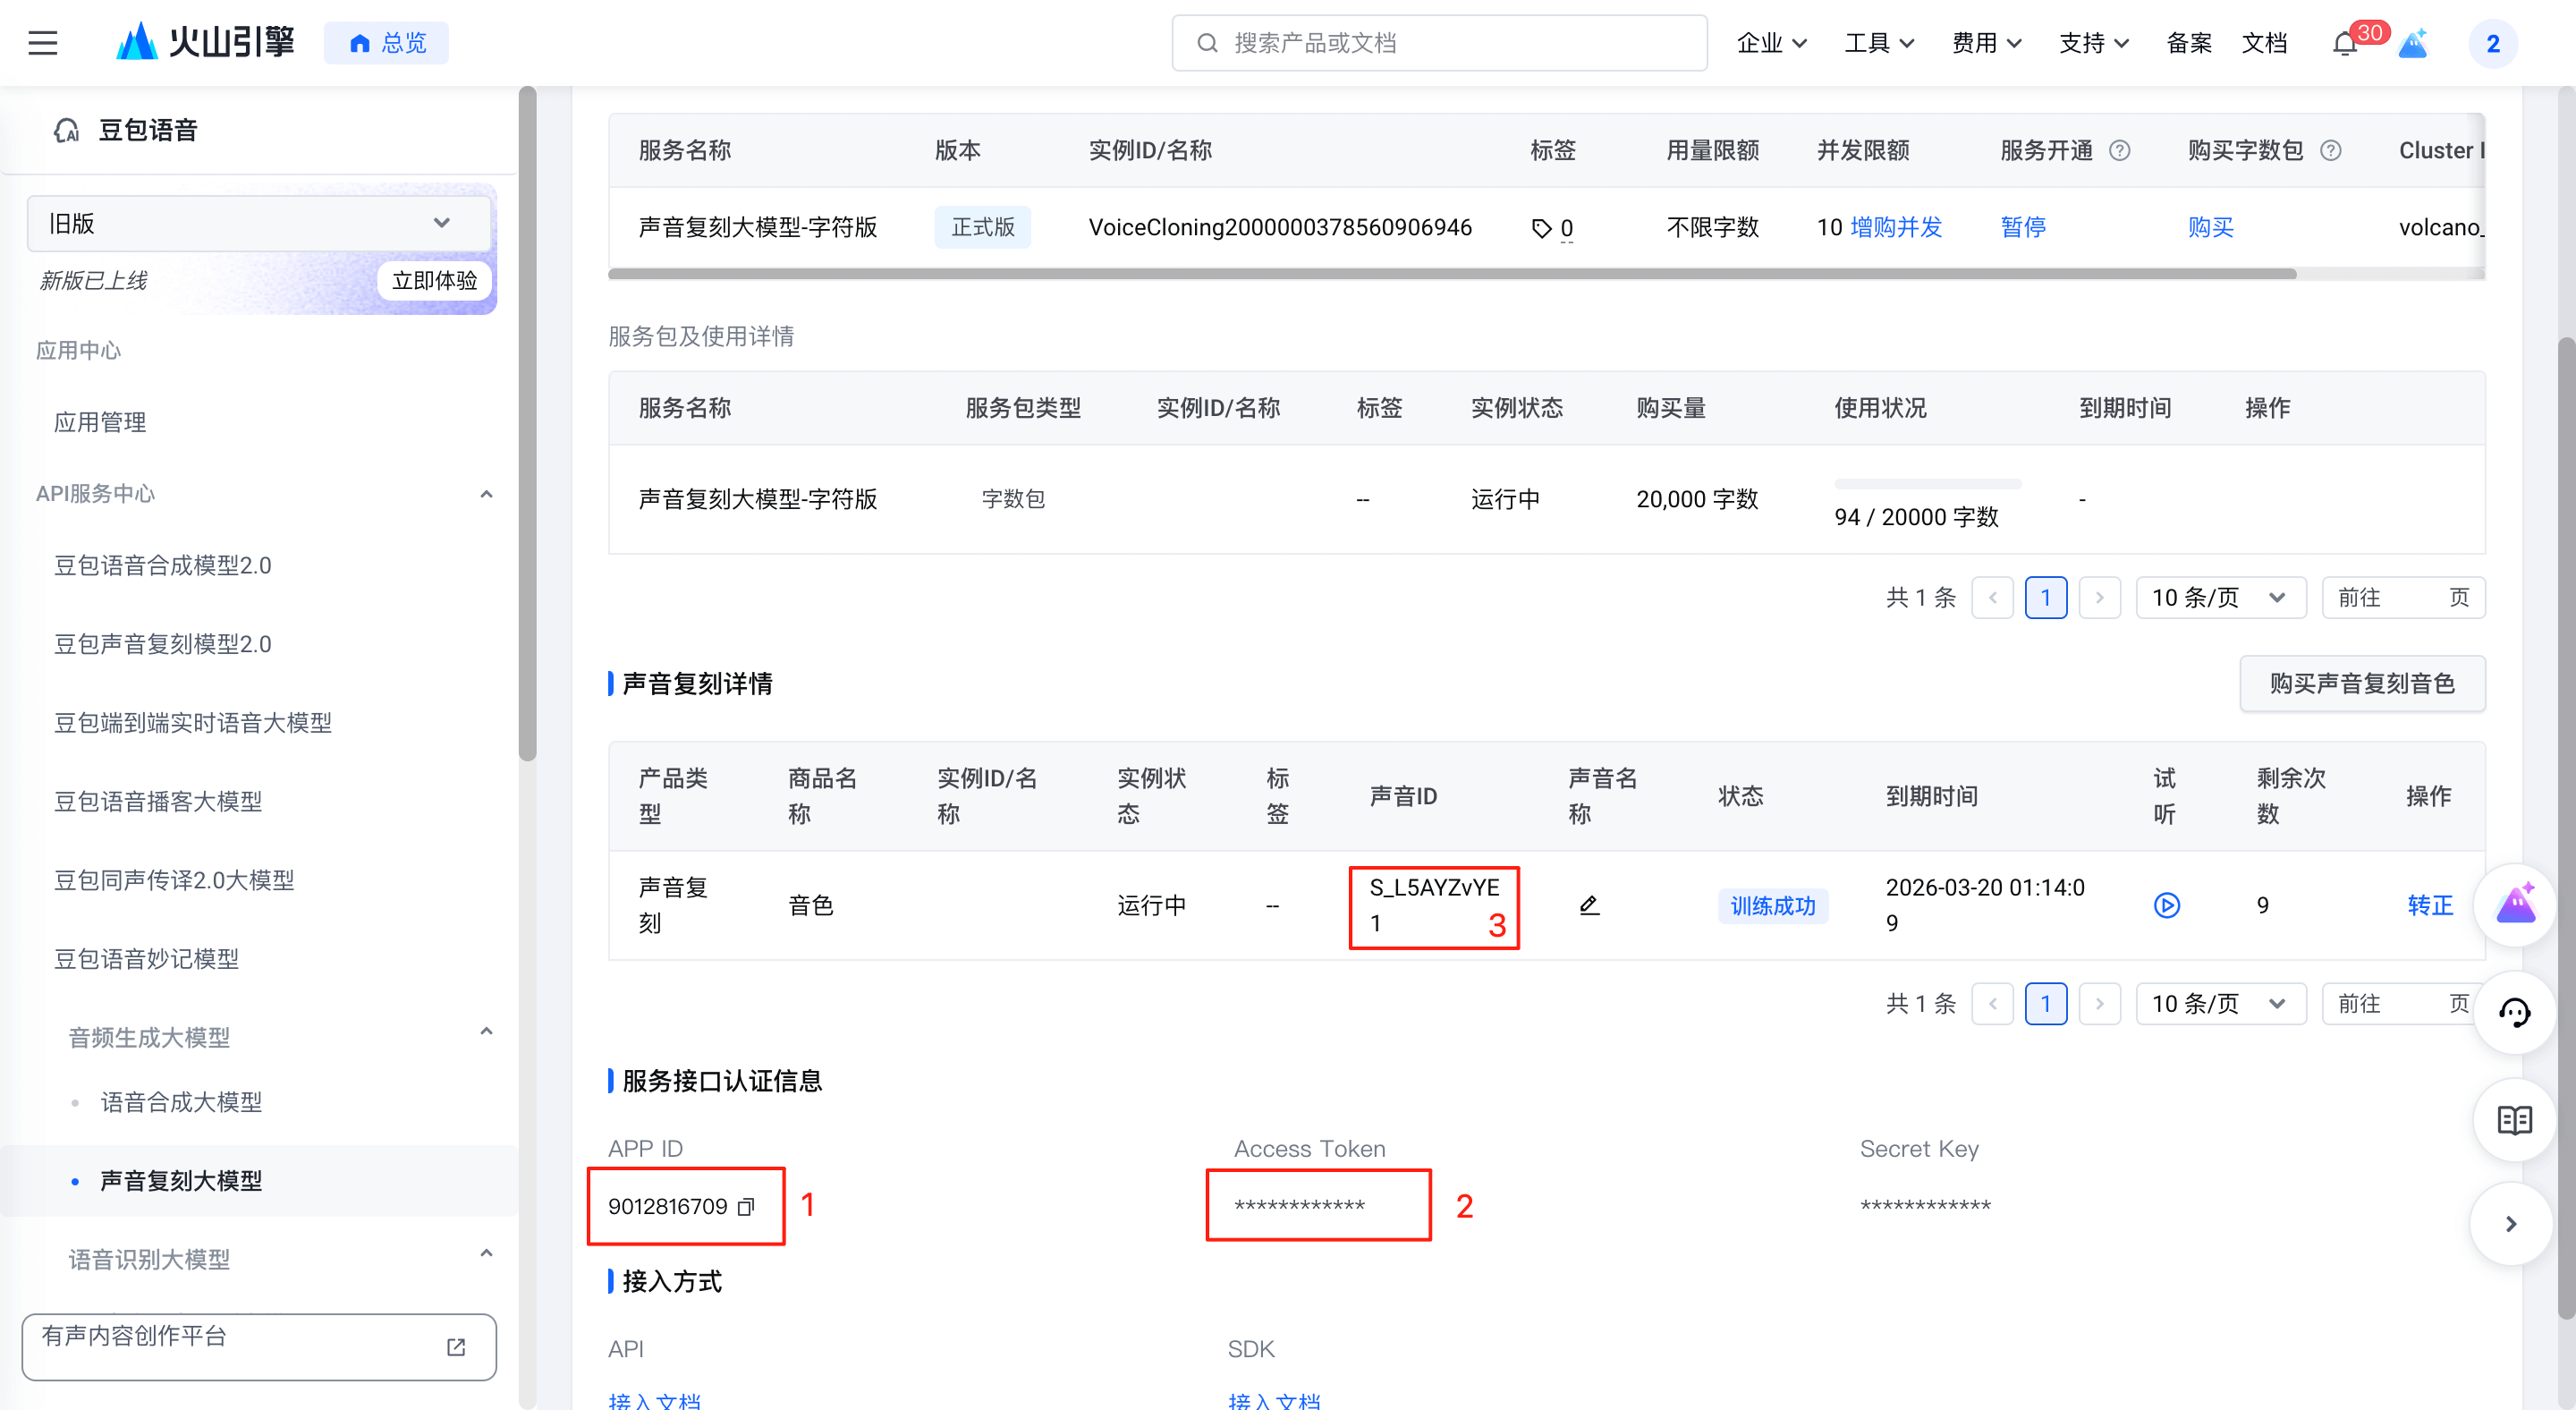 火山引擎
总览
搜索产品或文档
企业
工具
费用
支持
备案
文档
30
2
豆包语音
旧版
新版已上线
立即体验
应用中心
应用管理
API服务中心
豆包语音合成模型2.0
豆包声音复刻模型2.0
豆包端到端实时语音大模型
豆包语音播客大模型
豆包同声传译2.0大模型
豆包语音妙记模型
音频生成大模型
语音合成大模型
声音复刻大模型
语音识别大模型
有声内容创作平台
服务名称 版本 实例ID/名称 标签 用量限额 并发限额 服务开通 购买字数包 Cluster I
声音复刻大模型-字符版 正式版 VoiceCloning2000000378560906946 0 不限字数 10 增购并发 暂停 购买 volcano_
服务包及使用详情
服务名称 服务包类型 实例ID/名称 标签 实例状态 购买量 使用状况 到期时间 操作
声音复刻大模型-字符版 字数包 -- 运行中 20,000 字数 94 / 20000 字数 -
共 1 条 1 10 条/页 前往 页
声音复刻详情
购买声音复刻音色
产品类型 商品名称 实例ID/名称 实例状态 标签 声音ID 声音名称 状态 到期时间 试听 剩余次数 操作
声音复刻 音色 运行中 -- S_L5AYZvYE1 3 训练成功 2026-03-20 01:14:09 9 转正
共 1 条 1 10 条/页 前往 页
服务接口认证信息
APP ID Access Token Secret Key
9012816709 1 ************ 2 ************
接入方式
API SDK
接入文档 接入文档